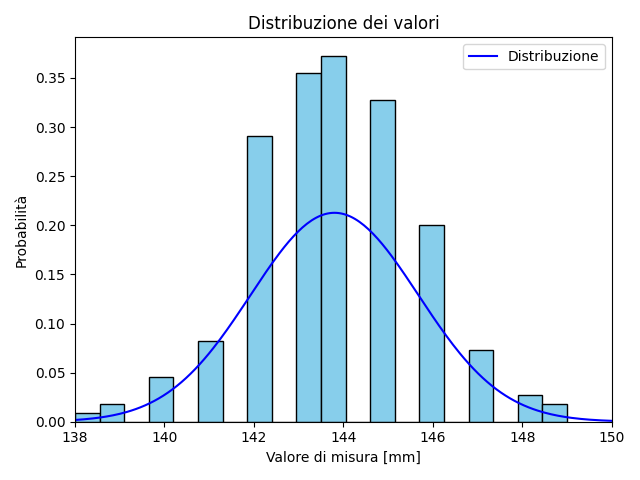 Distribuzione dei valori
Distribuzione
Probabilità
0.35
0.30
0.25
0.20
0.15
0.10
0.05
0.00
138 140 142 144 146 148 150
Valore di misura [mm]